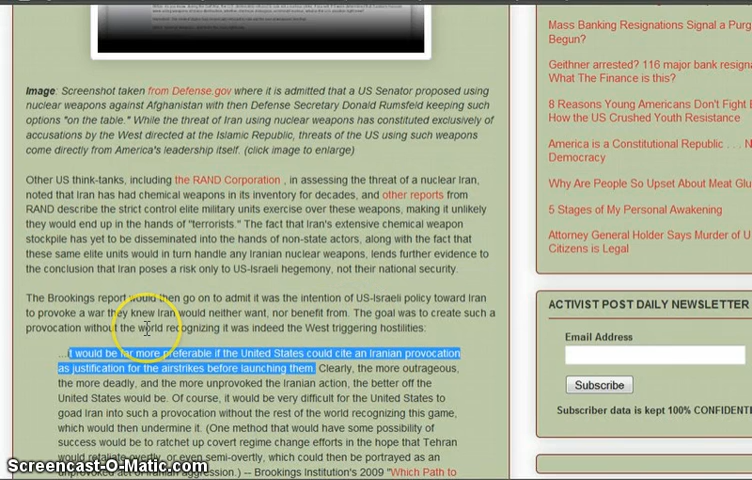 Image: Screenshot taken from Defense.gov where it is admitted that a US Senator proposed using
nuclear weapons against Afghanistan with then Defense Secretary Donald Rumsfeld keeping such
options "on the table." While the threat of Iran using nuclear weapons has constituted exclusively of
accusations by the West directed at the Islamic Republic, threats of the US using such weapons
come directly from America's leadership itself. (click image to enlarge)
Other US think-tanks, including the RAND Corporation , in assessing the threat of a nuclear Iran,
noted that Iran has had chemical weapons in its inventory for decades, and other reports from
RAND describe the strict control elite military units exercise over these weapons, making it unlikely
they would end up in the hands of "terrorists." The fact that Iran's extensive chemical weapon
stockpile has yet to be disseminated into the hands of non-state actors, along with the fact that
these same elite units would in turn handle any Iranian nuclear weapons, lends further evidence to
the conclusion that Iran poses a risk only to US-Israeli hegemony, not their national security.
The Brookings report would then go on to admit it was the intention of US-Israeli policy toward Iran
to provoke a war they knew Iran would neither want, nor benefit from. The goal was to create such a
provocation without the world recognizing it was indeed the West triggering hostilities:
...it would be far more preferable if the United States could cite an Iranian provocation
as justification for the airstrikes before launching them. Clearly, the more outrageous,
the more deadly, and the more unprovoked the Iranian action, the better off the
United States would be. Of course, it would be very difficult for the United States to
goad Iran into such a provocation without the rest of the world recognizing this game,
which would then undermine it. (One method that would have some possibility of
success would be to ratchet up covert regime change efforts in the hope that Tehran
would retaliate overtly, or even semi-overtly, which could then be portrayed as an
unprovoked act of Iranian aggression.) -- Brookings Institution's 2009 "Which Path to
Mass Banking Resignations Signal a Purg
Begun?
Geithner arrested? 116 major bank resigna
What The Finance is this?
8 Reasons Young Americans Don't Fight B
How the US Crushed Youth Resistance
America is a Constitutional Republic . . . N
Democracy
Why Are People So Upset About Meat Glu
5 Stages of My Personal Awakening
Attorney General Holder Says Murder of U
Citizens is Legal
ACTIVIST POST DAILY NEWSLETTER
Email Address
Subscribe
Subscriber data is kept 100% CONFIDENTI
Screencast-O-Matic.com